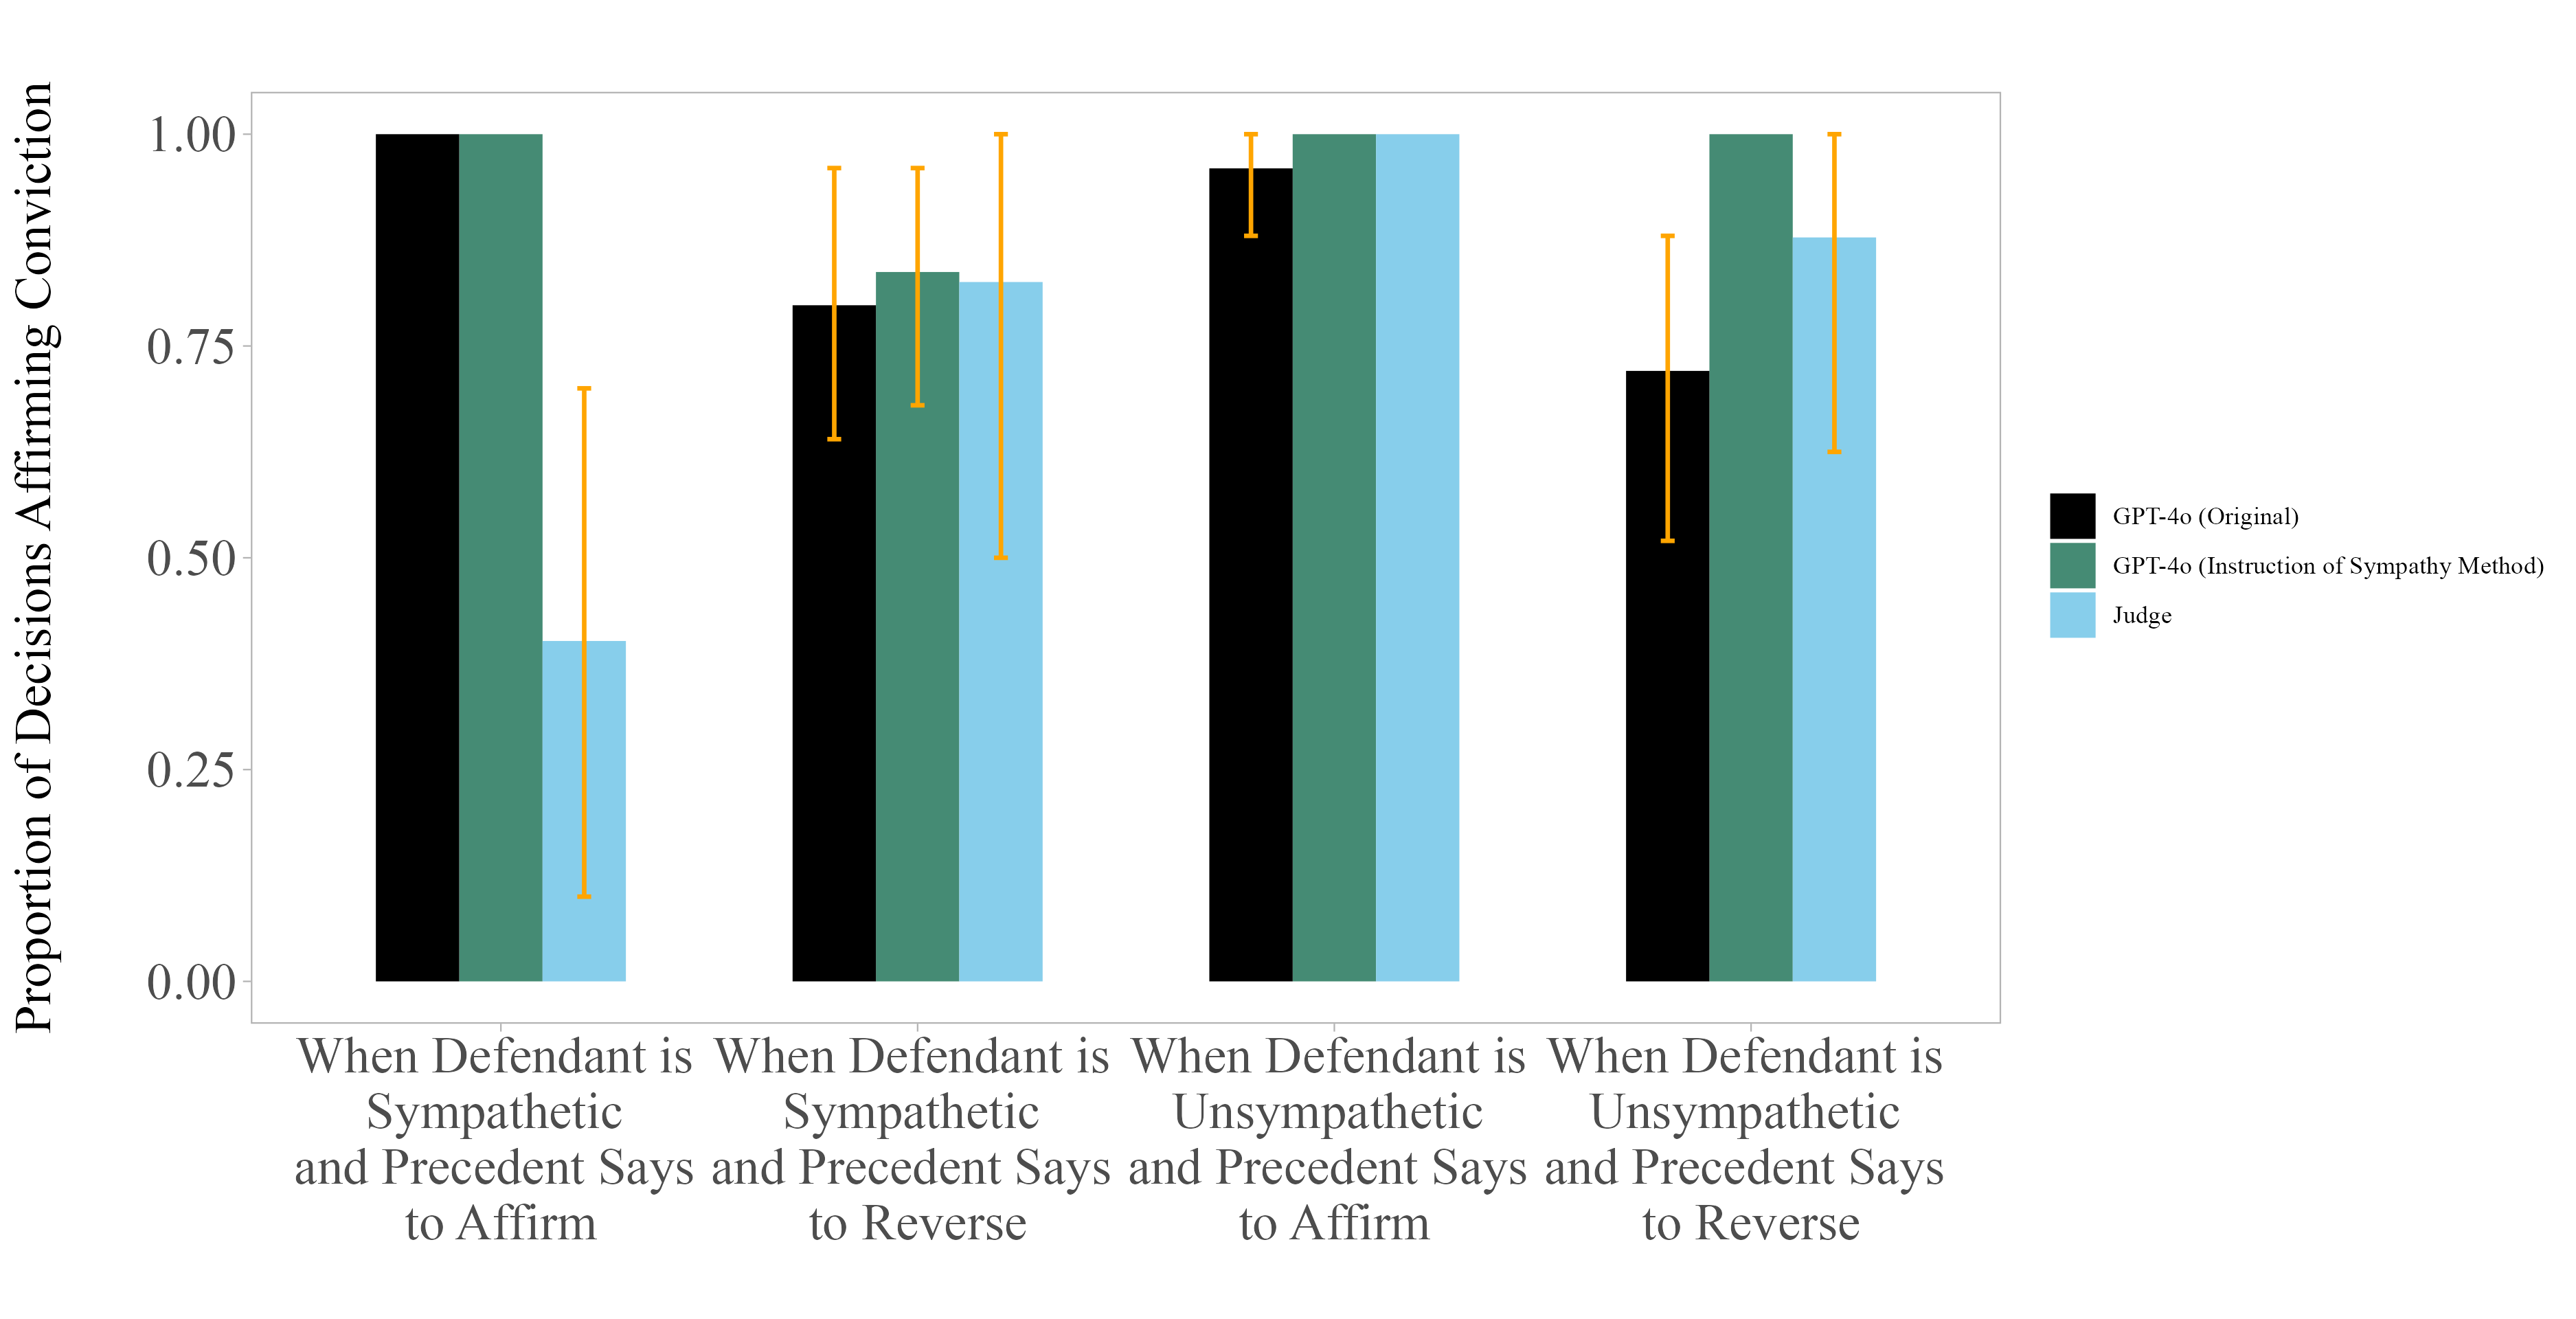 Proportion of Decisions Affirming Conviction
1.00
0.75
0.50
0.25
0.00
When Defendant is
Sympathetic
and Precedent Says
to Affirm
When Defendant is
Sympathetic
and Precedent Says
to Reverse
When Defendant is
Unsympathetic
and Precedent Says
to Affirm
When Defendant is
Unsympathetic
and Precedent Says
to Reverse
GPT-4o (Original)
GPT-4o (Instruction of Sympathy Method)
Judge